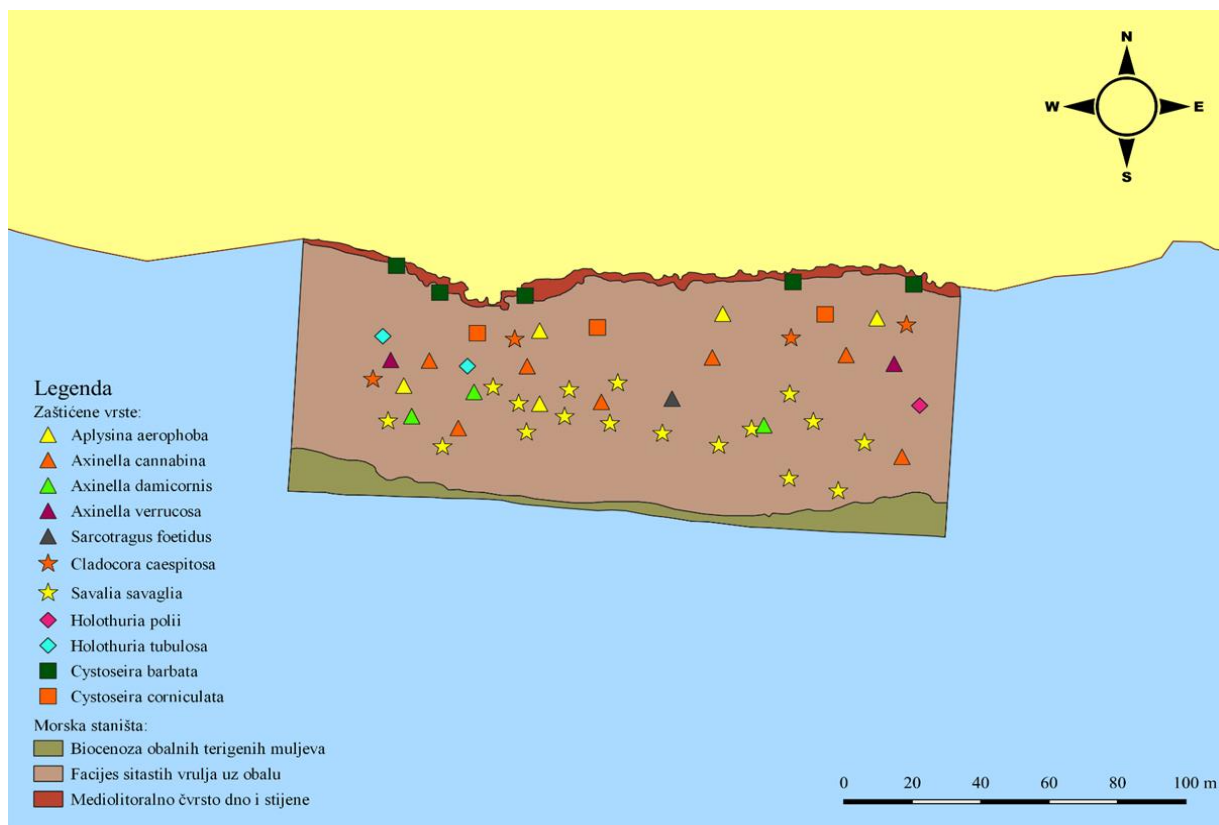 N
W E
S
Legenda
Zaštićene vrste:
Aplysina aerophoba
Axinella cannabina
Axinella damicornis
Axinella verrucosa
Sarcotragus foetidus
Cladocora caespitosa
Savalia savaglia
Holothuria polii
Holothuria tubulosa
Cystoseira barbata
Cystoseira corniculata
Morska staništa:
Biocenoza obalnih terigenih muljeva
Facijes sitastih vrulja uz obalu
Mediolitoralno čvrsto dno i stijene
0 20 40 60 80 100 m